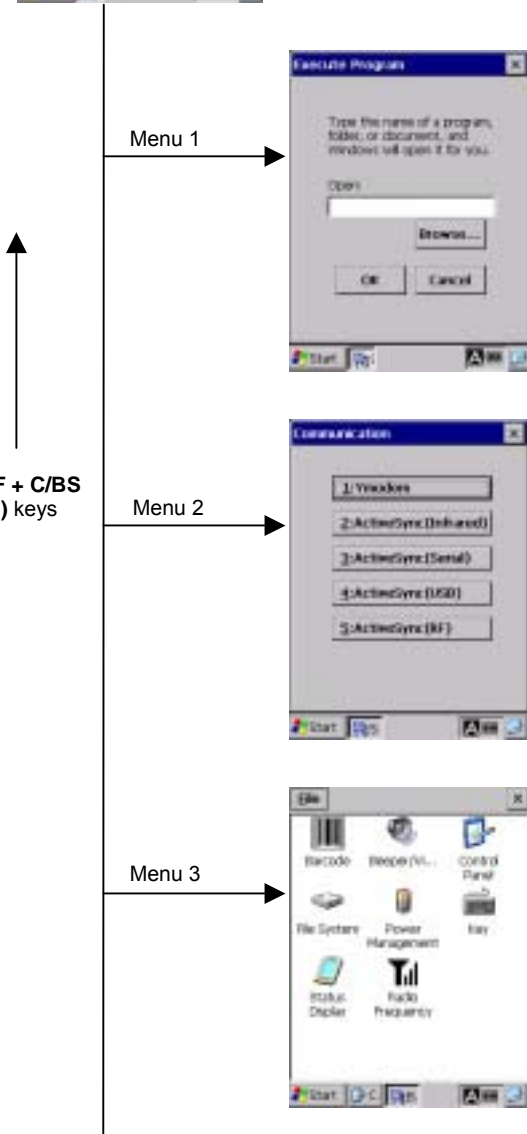 Execute Program
Type the name of a program,
folder, or document, and
Windows will open it for you.
Menu 1
Open:
Browse...
OK
Cancel
Start
Communication
1:Ymodem
F + C/BS
) keys
Menu 2
2:ActiveSync(Infrared)
3:ActiveSync(Serial)
4:ActiveSync(USB)
5:ActiveSync(RF)
Start
File
Barcode
Beeper/Vi...
Control
Panel
Menu 3
File System
Power
Management
Key
Status
Display
Radio
Frequency
Start